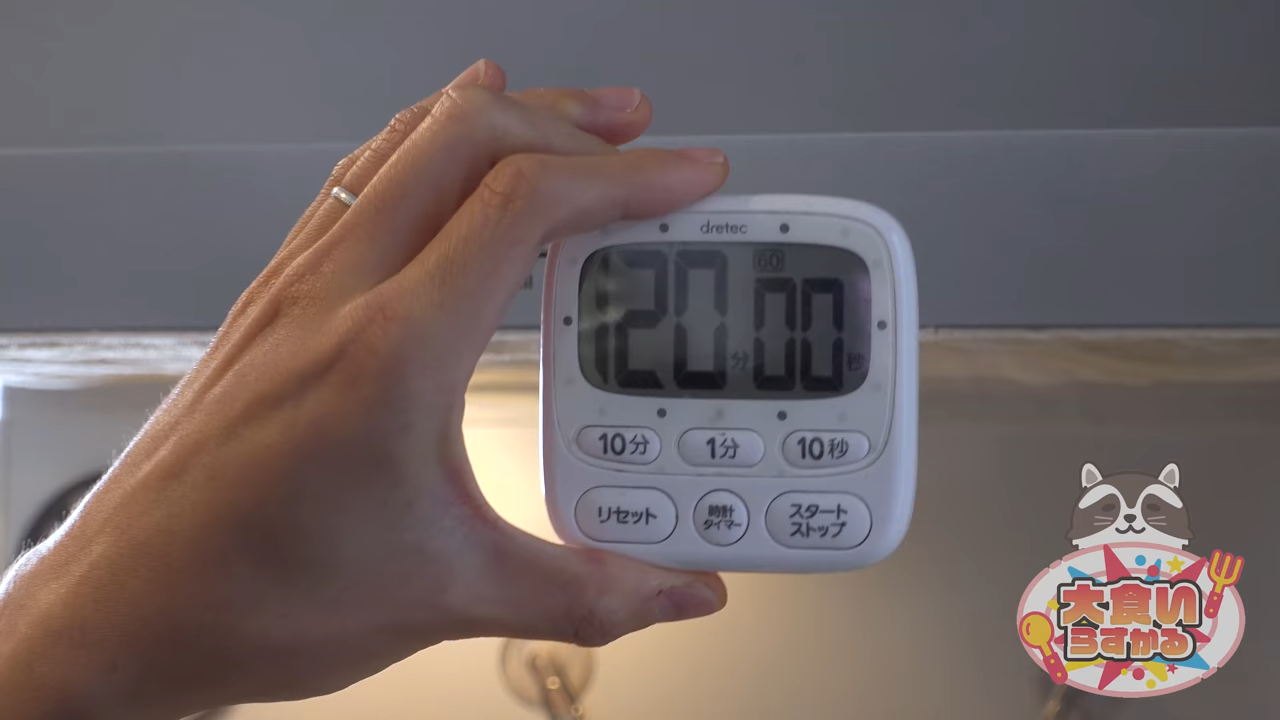 dretec
60
120分00秒
10分
1分
10秒
リセット
時計
タイマー
スタート
ストップ
大食い
らすかる